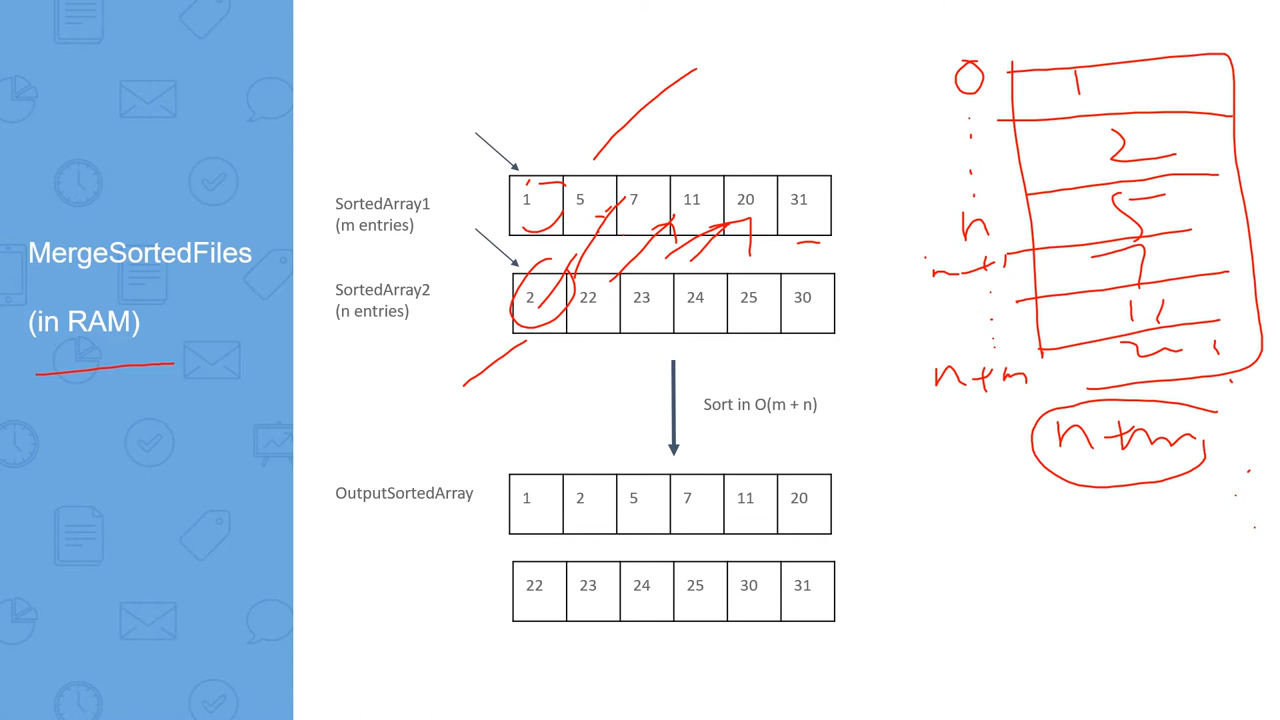 MergeSortedFiles
(in RAM)
SortedArray1
(m entries)
1 5 7 11 20 31
SortedArray2
(n entries)
2 22 23 24 25 30
Sort in O(m + n)
OutputSortedArray
1 2 5 7 11 20
22 23 24 25 30 31
0
1
2
n
5
n+1
7
11
n+m
n+m